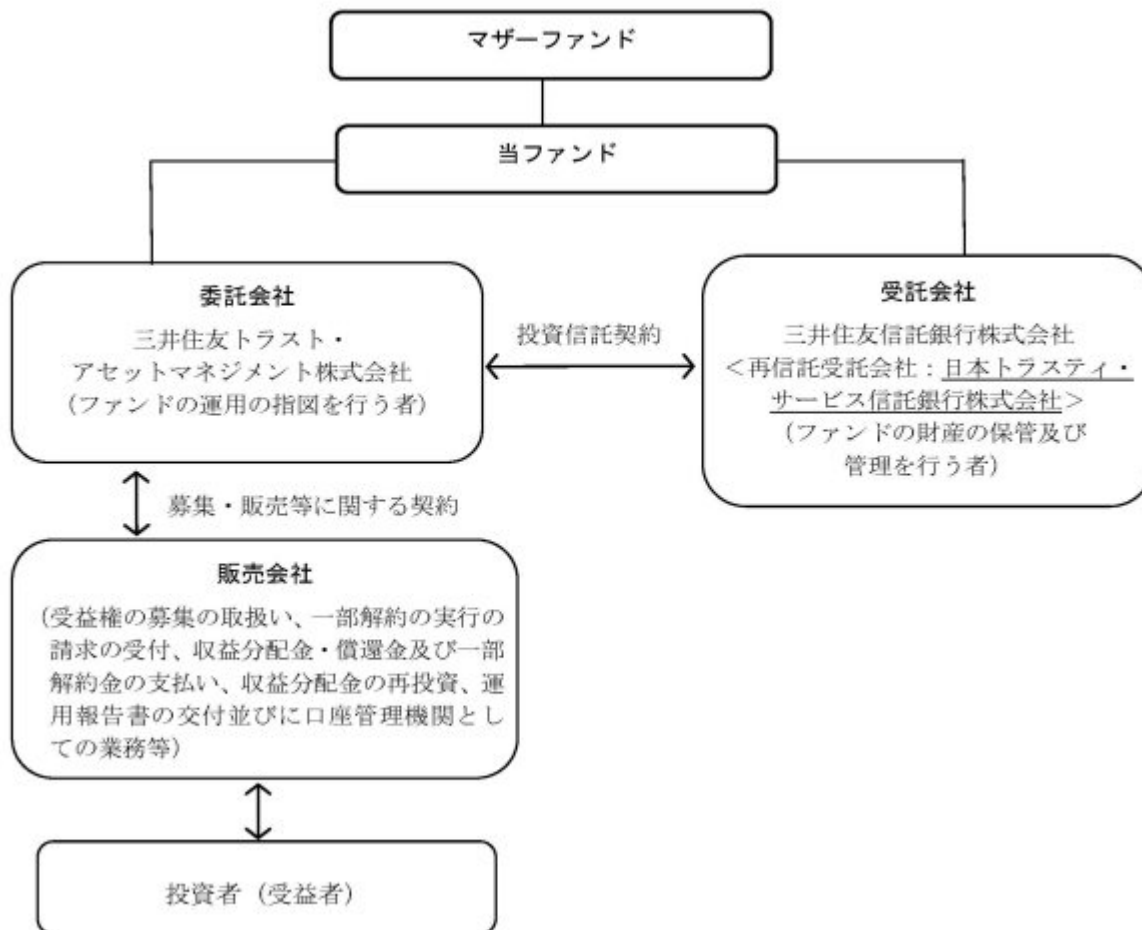 マザーファンド
当ファンド
委託会社
三井住友トラスト・
アセットマネジメント株式会社
（ファンドの運用の指図を行う者）
投資信託契約
受託会社
三井住友信託銀行株式会社
＜再信託受託会社：日本トラスティ・
サービス信託銀行株式会社＞
（ファンドの財産の保管及び
管理を行う者）
募集・販売等に関する契約
販売会社
（受益権の募集の取扱い、一部解約の実行の
請求の受付、収益分配金・償還金及び一部
解約金の支払い、収益分配金の再投資、運
用報告書の交付並びに口座管理機関とし
ての業務等）
投資者（受益者）